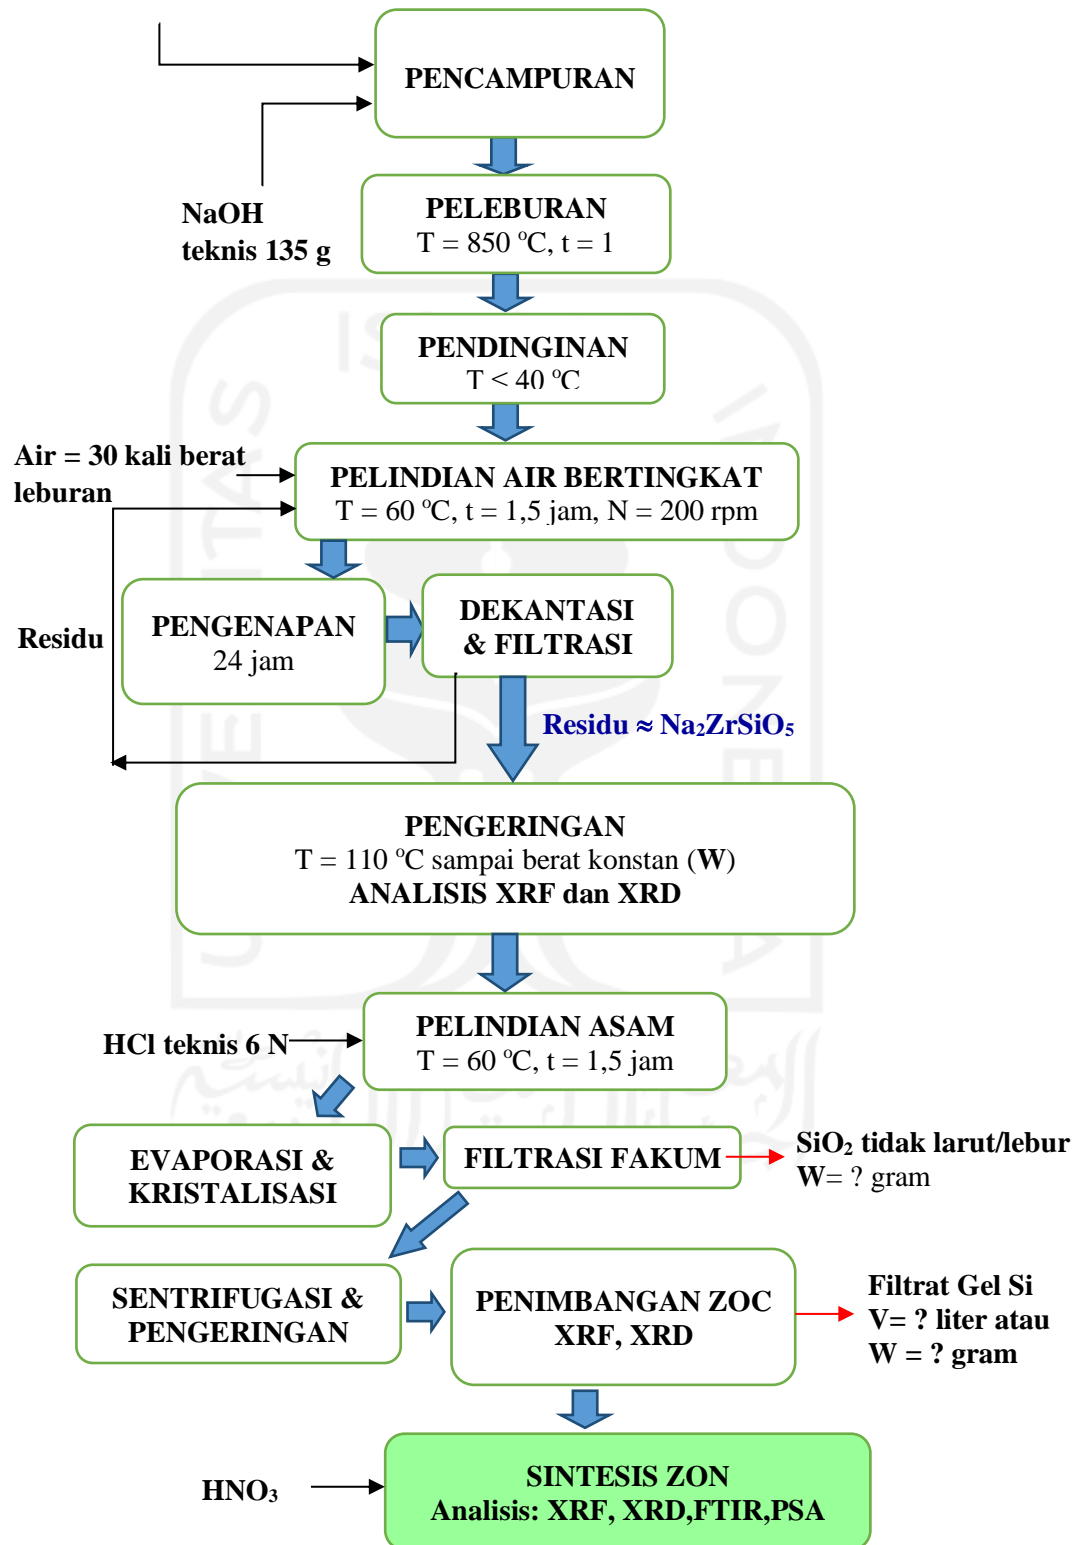 PENCAMPURAN
NaOH
teknis 135 g
PELEBURAN
T = 850 °C, t = 1
PENDINGINAN
T < 40 °C
Air = 30 kali berat
leburan
PELINDIAN AIR BERTINGKAT
T = 60 °C, t = 1,5 jam, N = 200 rpm
Residu
PENGENAPAN
24 jam
DEKANTASI
& FILTRASI
Residu ≈ Na₂ZrSiO₅
PENGERINGAN
T = 110 °C sampai berat konstan (W)
ANALISIS XRF dan XRD
HCl teknis 6 N
PELINDIAN ASAM
T = 60 °C, t = 1,5 jam
EVAPORASI &
KRISTALISASI
FILTRASI FAKUM
SiO₂ tidak larut/lebur
W= ? gram
SENTRIFUGASI &
PENGERINGAN
PENIMBANGAN ZOC
XRF, XRD
Filtrat Gel Si
V= ? liter atau
W = ? gram
HNO₃
SINTESIS ZON
Analisis: XRF, XRD,FTIR,PSA